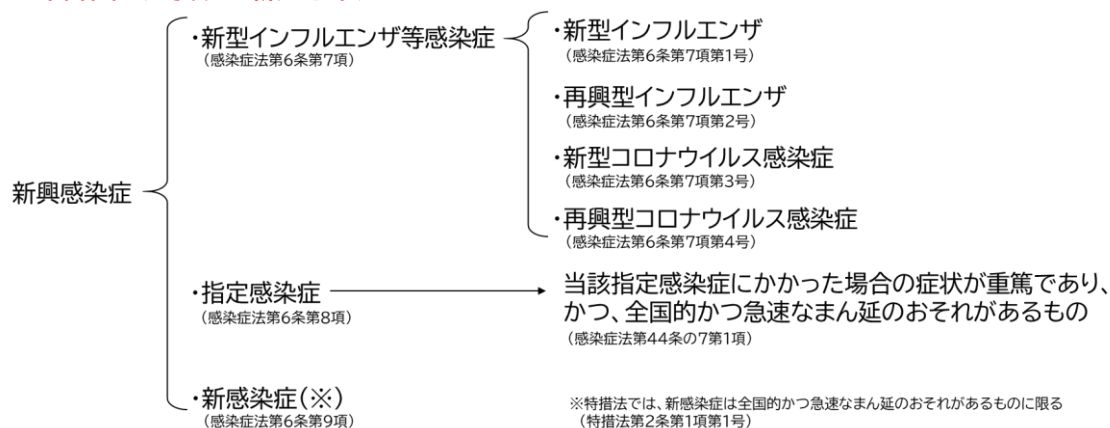 新興感染症
・新型インフルエンザ等感染症
(感染症法第6条第7項)
・新型インフルエンザ
(感染症法第6条第7項第1号)
・再興型インフルエンザ
(感染症法第6条第7項第2号)
・新型コロナウイルス感染症
(感染症法第6条第7項第3号)
・再興型コロナウイルス感染症
(感染症法第6条第7項第4号)
・指定感染症
(感染症法第6条第8項)
当該指定感染症にかかった場合の症状が重篤であり、
かつ、全国的かつ急速なまん延のおそれがあるもの
(感染症法第44条の7第1項)
・新感染症(※)
(感染症法第6条第9項)
※特措法では、新感染症は全国的かつ急速なまん延のおそれがあるものに限る
(特措法第2条第1項第1号)